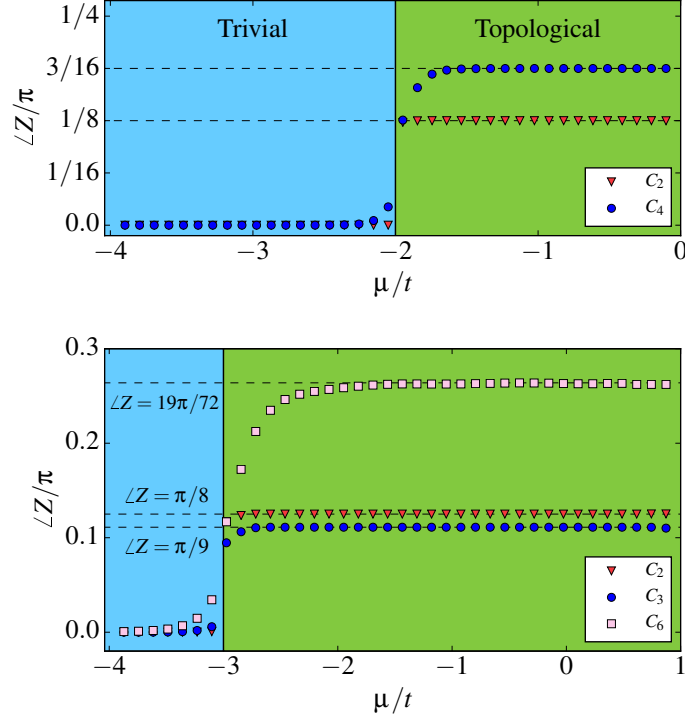 Trivial Topological
1/4
3/16
1/8
1/16
0.0
∠Z/π
C₂
C₄
−4 −3 −2 −1 0
μ/t
0.3
0.2
0.1
0.0
∠Z/π
∠Z = 19π/72
∠Z = π/8
∠Z = π/9
C₂
C₃
C₆
−4 −3 −2 −1 0 1
μ/t